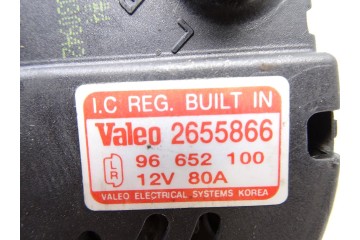 I.C REG. BUILT IN
Valeo 2655866
96 652 100
R 12V 80A
VALEO ELECTRICAL SYSTEMS KOREA